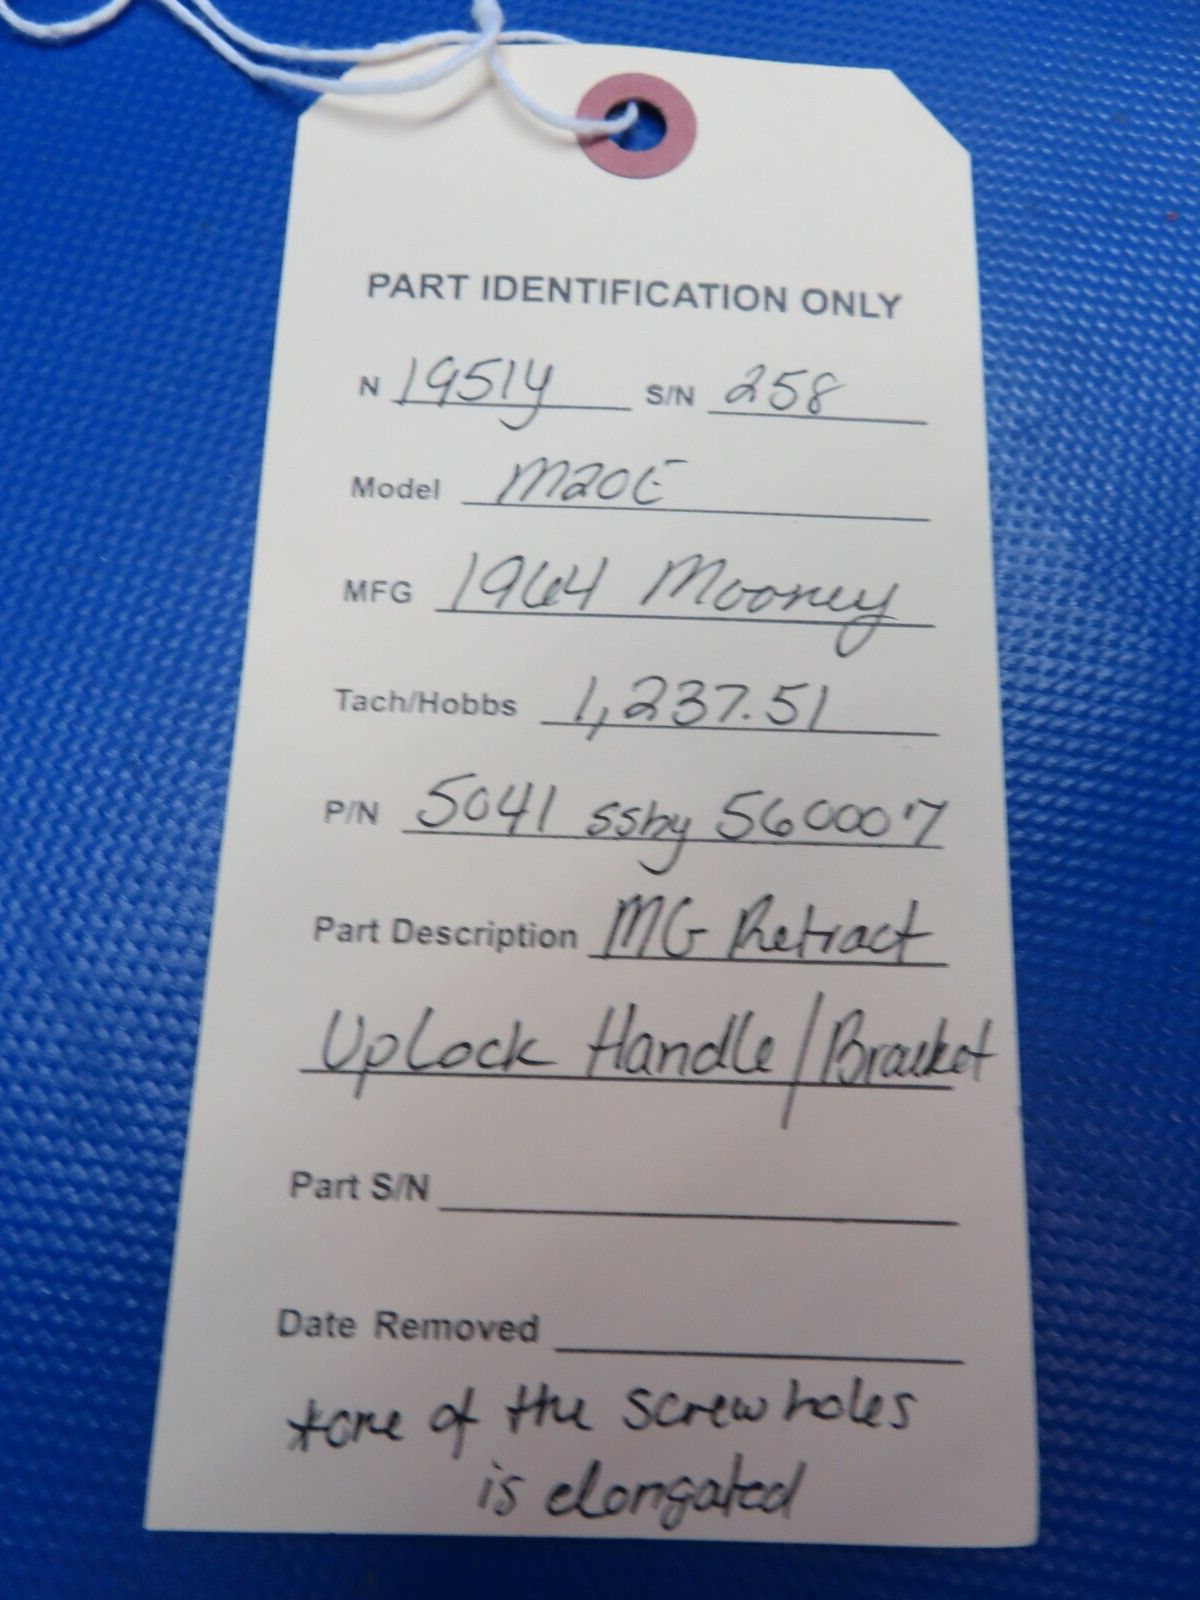 PART IDENTIFICATION ONLY
N 1951y S/N 258
Model M20E
MFG 1964 Mooney
Tach/Hobbs 1,237.51
P/N 5041 ssby 560007
Part Description MG Retract
UpLock Handle/Bracket
Part S/N
Date Removed
*one of the screw holes
is elongated